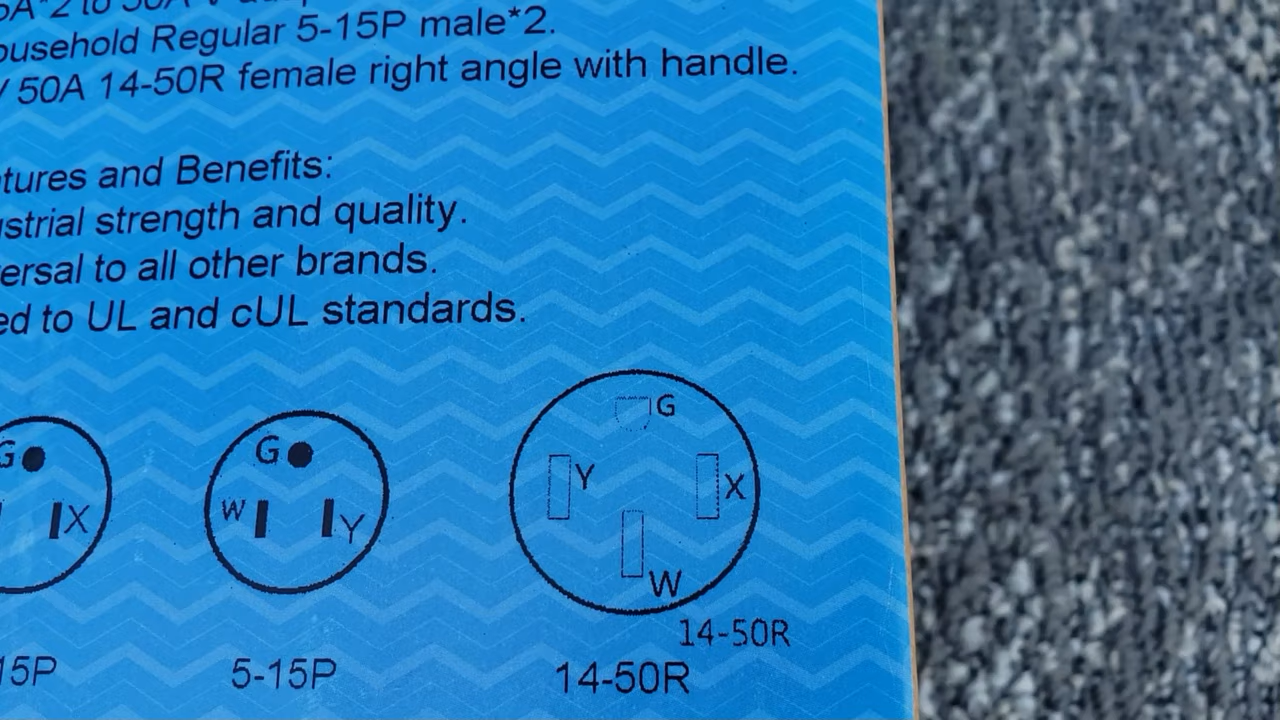 ousehold Regular 5-15P male*2.
50A 14-50R female right angle with handle.
tures and Benefits:
ustrial strength and quality.
ersal to all other brands.
ed to UL and cUL standards.
G
X
15P
G
W
Y
5-15P
G
Y
X
W
14-50R
14-50R